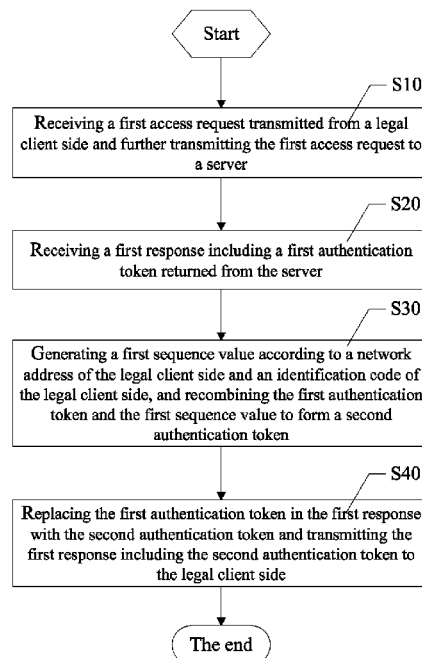 Start
S10
Receiving a first access request transmitted from a legal
client side and further transmitting the first access request to
a server
S20
Receiving a first response including a first authentication
token returned from the server
S30
Generating a first sequence value according to a network
address of the legal client side and an identification code of
the legal client side, and recombining the first authentication
token and the first sequence value to form a second
authentication token
S40
Replacing the first authentication token in the first response
with the second authentication token and transmitting the
first response including the second authentication token to
the legal client side
The end